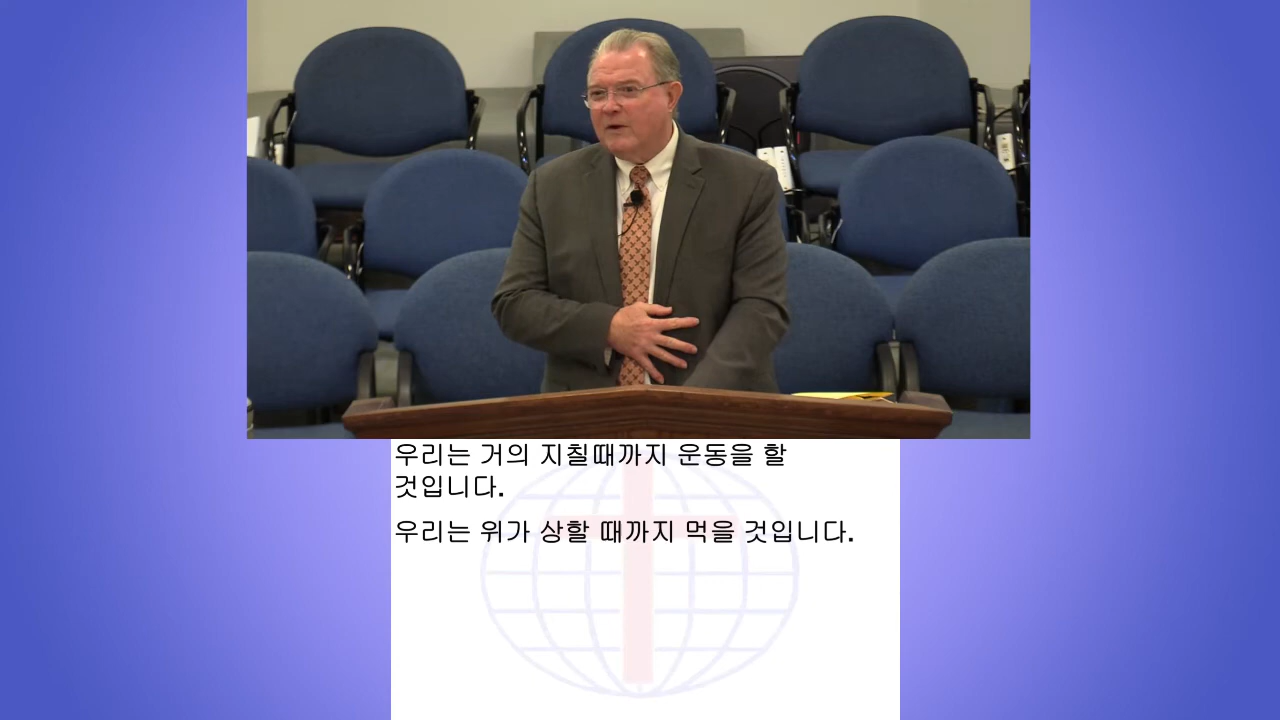 우리는 거의 지칠때까지 운동을 할
것입니다.
우리는 위가 상할 때까지 먹을 것입니다.